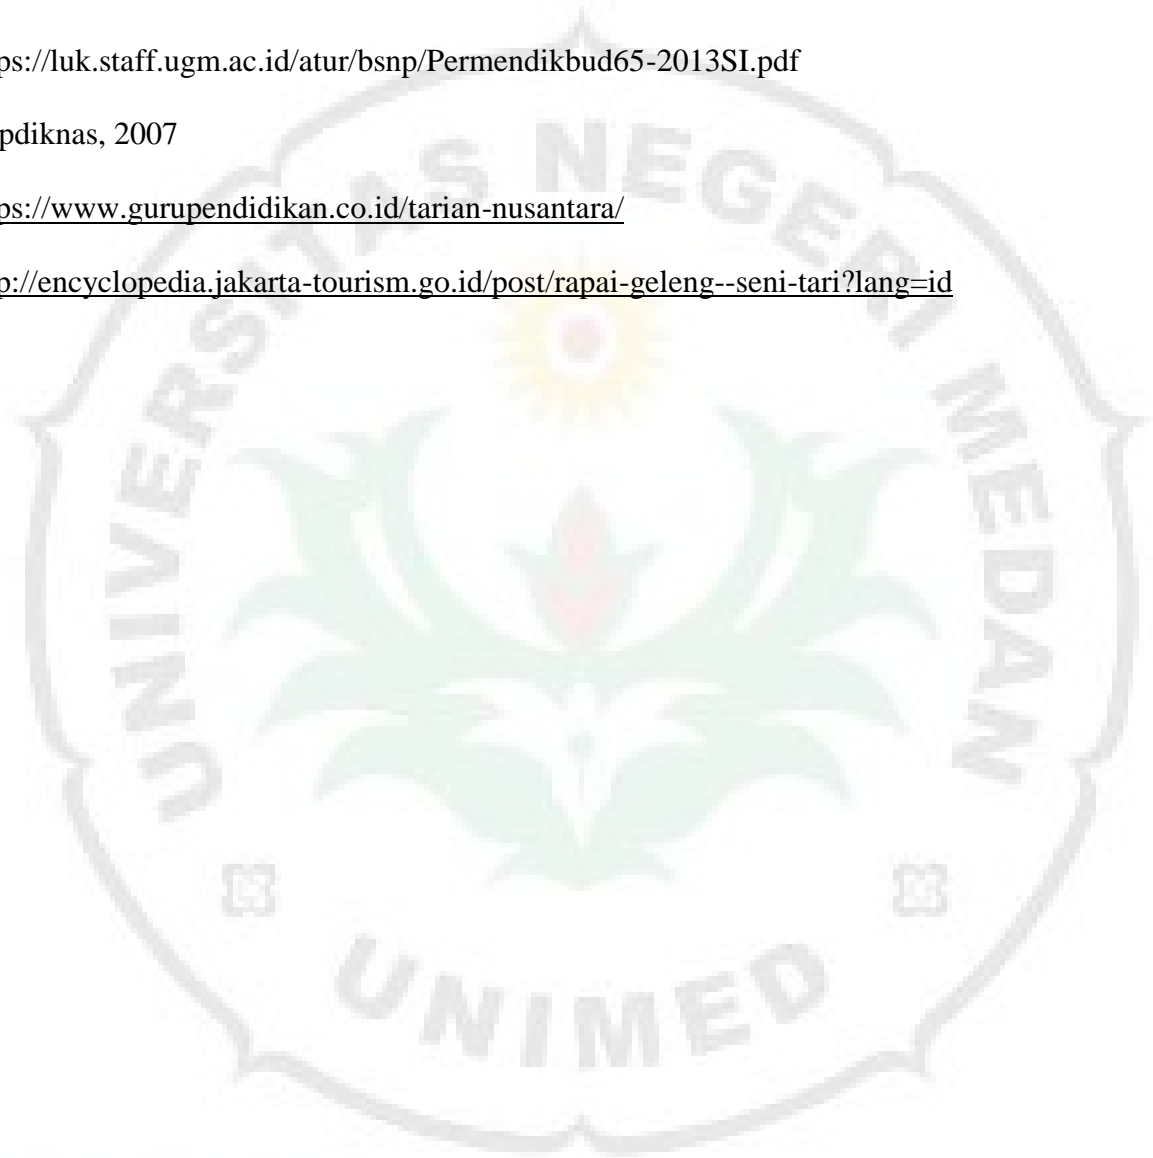 ps://luk.staff.ugm.ac.id/atur/bsnp/Permendikbud65-2013SI.pdf
pdiknas, 2007
ps://www.gurupendidikan.co.id/tarian-nusantara/
p://encyclopedia.jakarta-tourism.go.id/post/rapai-geleng--seni-tari?lang=id
UNIVERSITAS NEGERI MEDAN
UNIMED